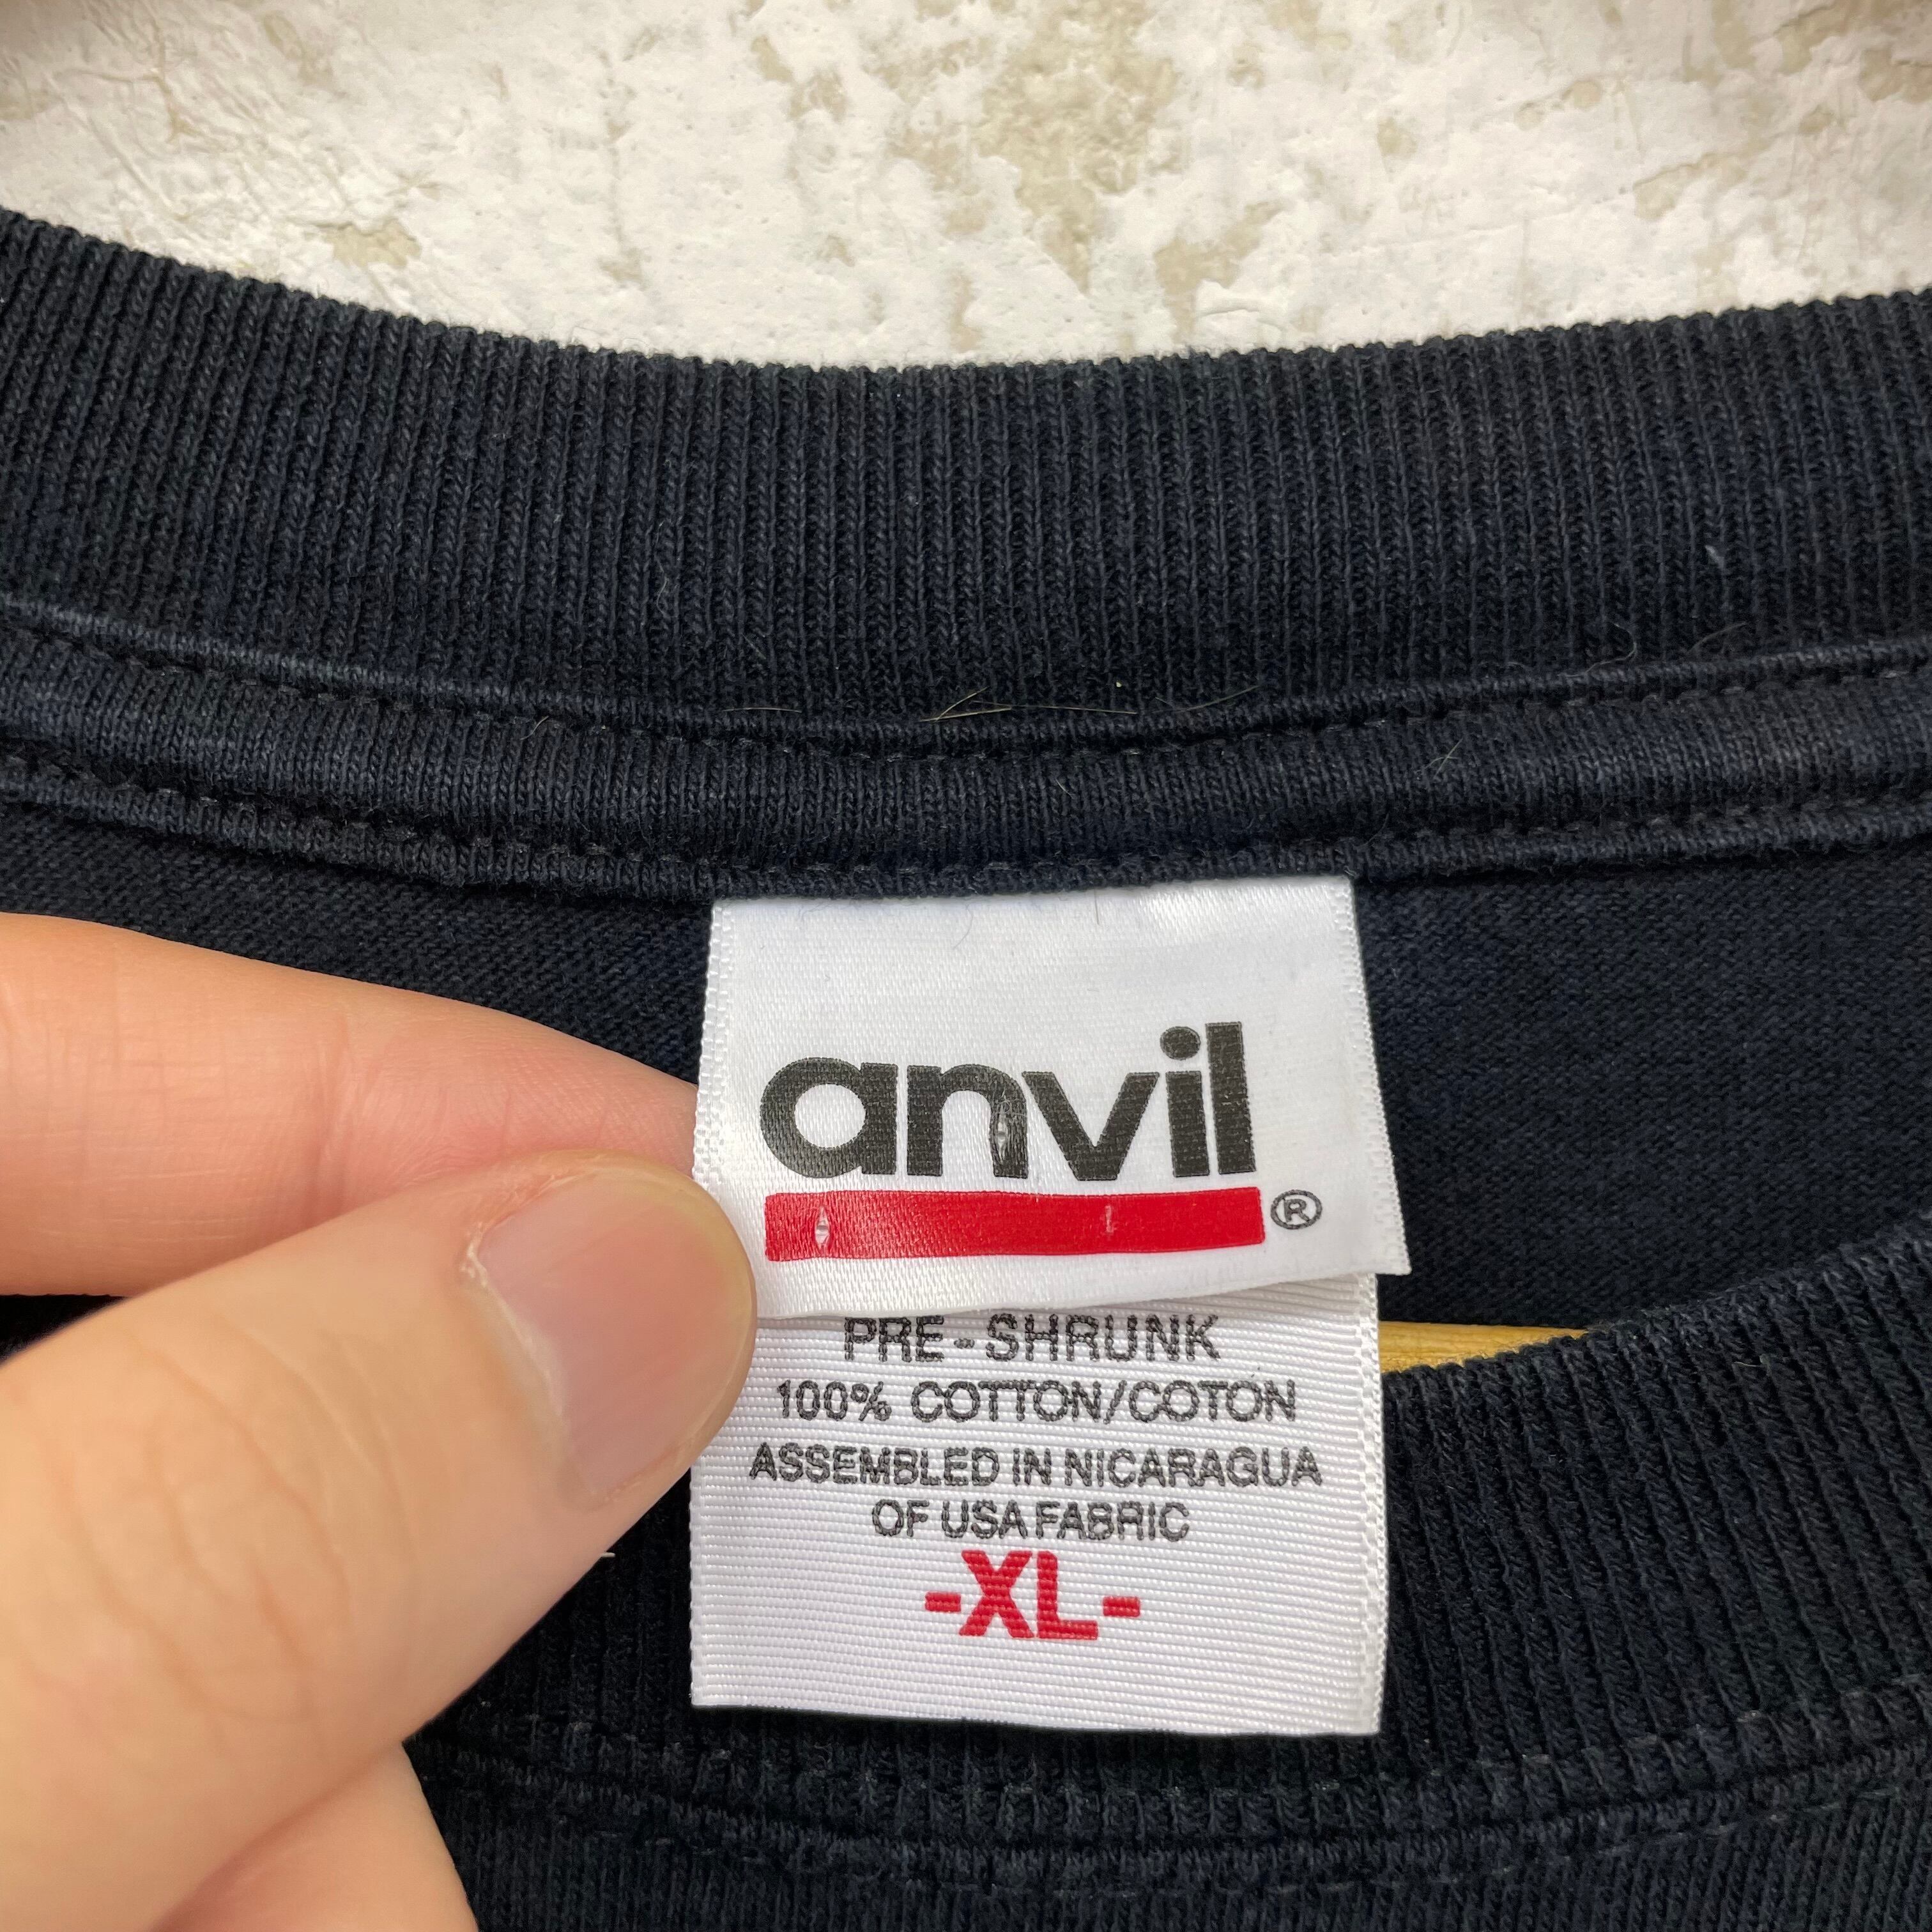 anvil®
PRE-SHRUNK
100% COTTON/COTON
ASSEMBLED IN NICARAGUA
OF USA FABRIC
-XL-